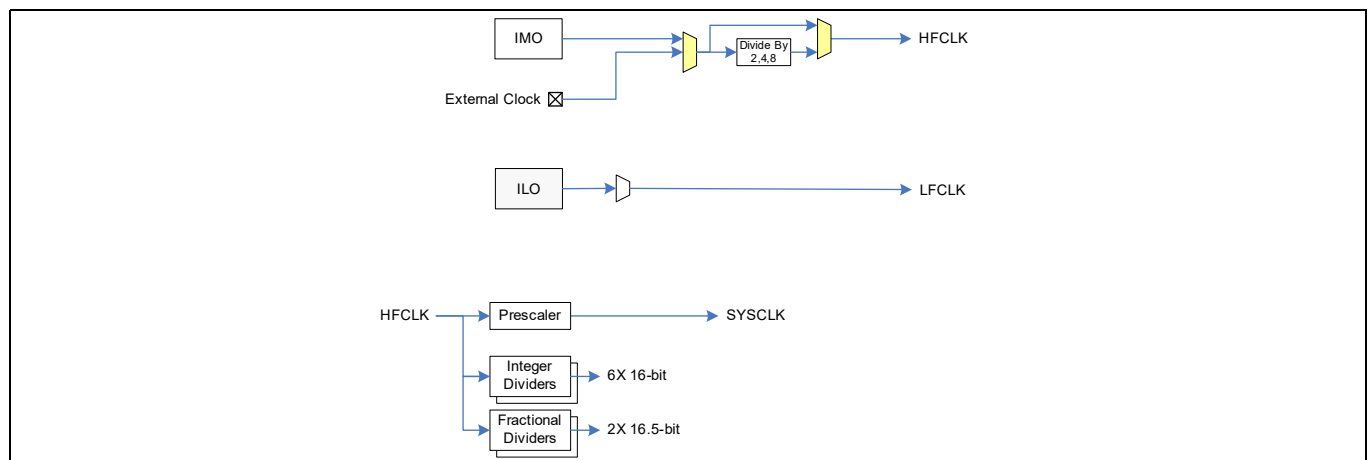 IMO
Divide By
2,4,8
HFCLK
External Clock
ILO
LFCLK
HFCLK
Prescaler
SYSCLK
Integer
Dividers
6X 16-bit
Fractional
Dividers
2X 16.5-bit